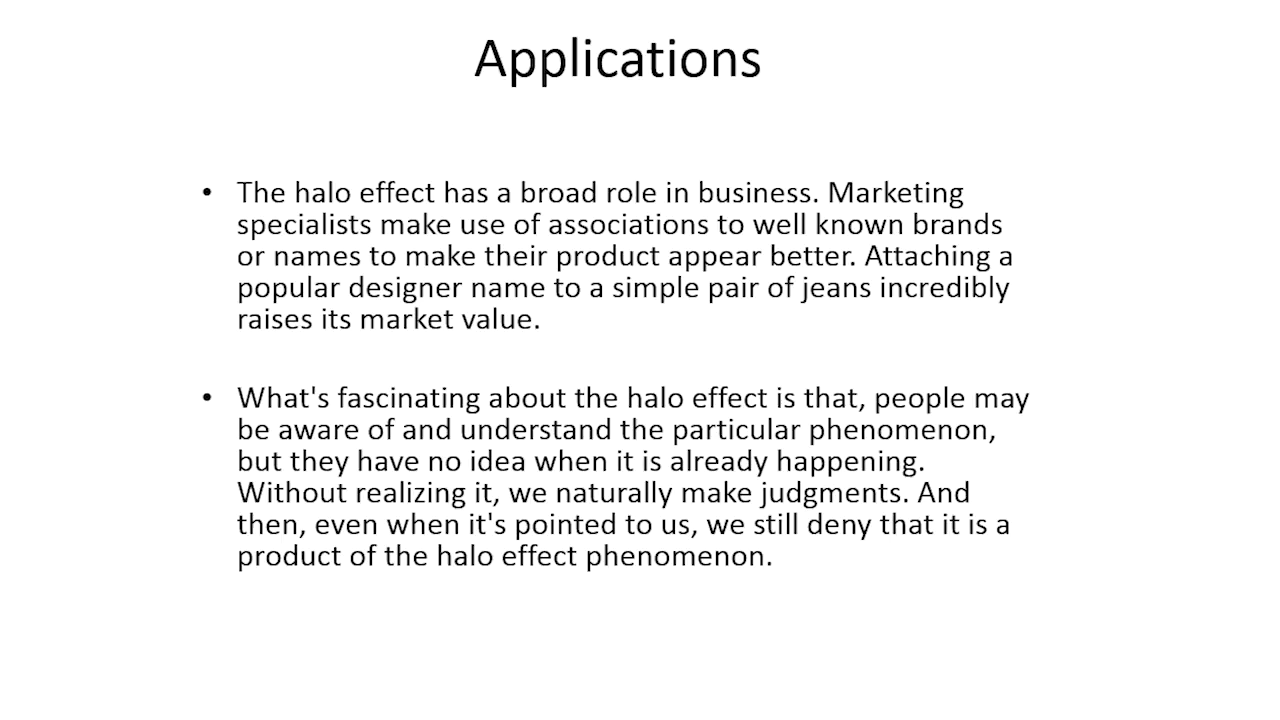 Applications
• The halo effect has a broad role in business. Marketing
specialists make use of associations to well known brands
or names to make their product appear better. Attaching a
popular designer name to a simple pair of jeans incredibly
raises its market value.
• What's fascinating about the halo effect is that, people may
be aware of and understand the particular phenomenon,
but they have no idea when it is already happening.
Without realizing it, we naturally make judgments. And
then, even when it's pointed to us, we still deny that it is a
product of the halo effect phenomenon.